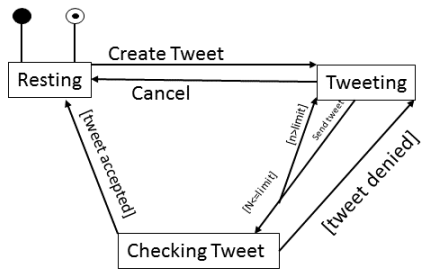 Create Tweet
Resting
Tweeting
Cancel
[n>limit]
Send tweet
[tweet accepted]
[N<=limit]
[tweet denied]
Checking Tweet